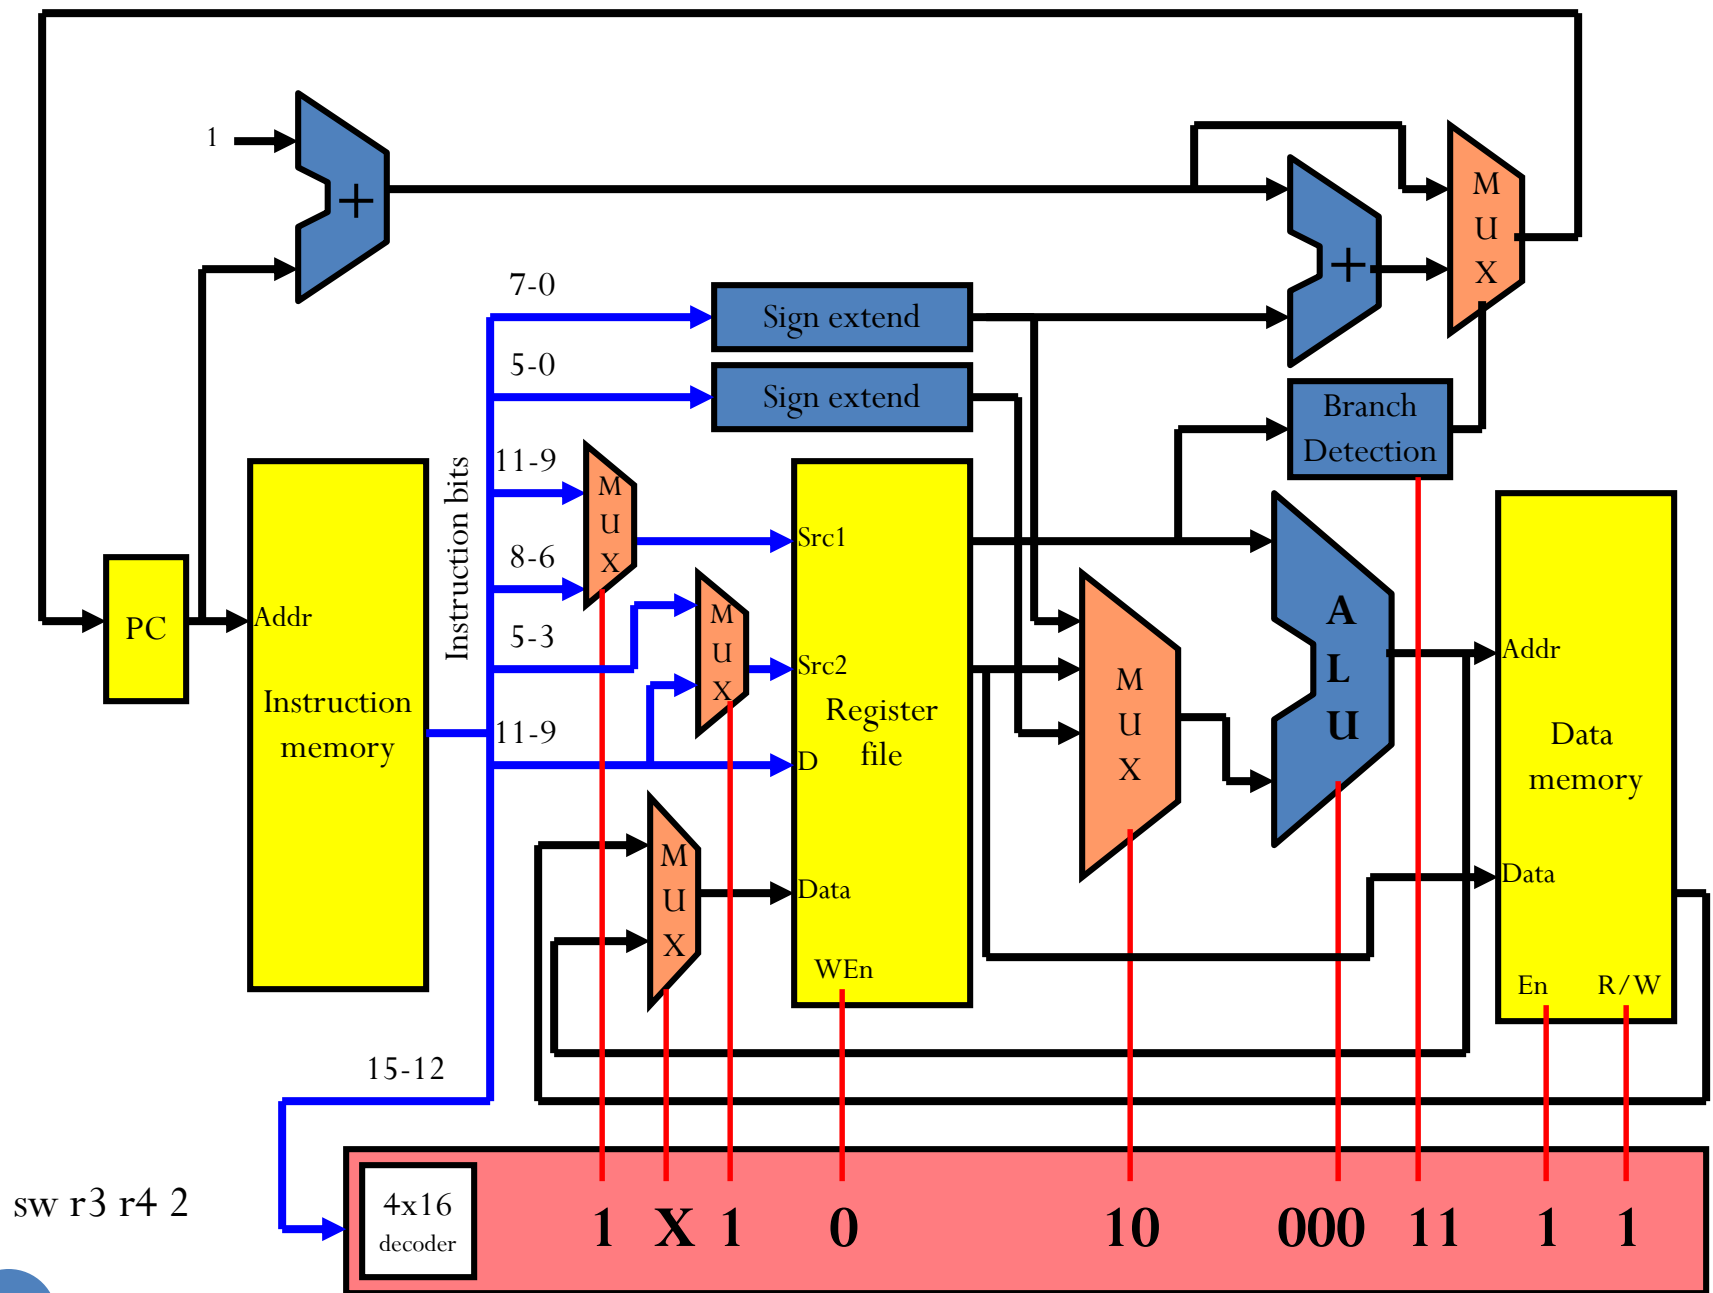 1
+
+
M
U
X
7-0
Sign extend
5-0
Sign extend
Branch
Detection
11-9
M
U
X
8-6
5-3
11-9
Instruction bits
PC
Addr
Instruction
memory
M
U
X
Src1
Src2
Register
file
D
Data
WEn
M
U
X
M
U
X
A
L
U
Addr
Data
memory
Data
En
R/W
15-12
sw r3 r4 2
4x16
decoder
1 X 1 0 10 000 11 1 1